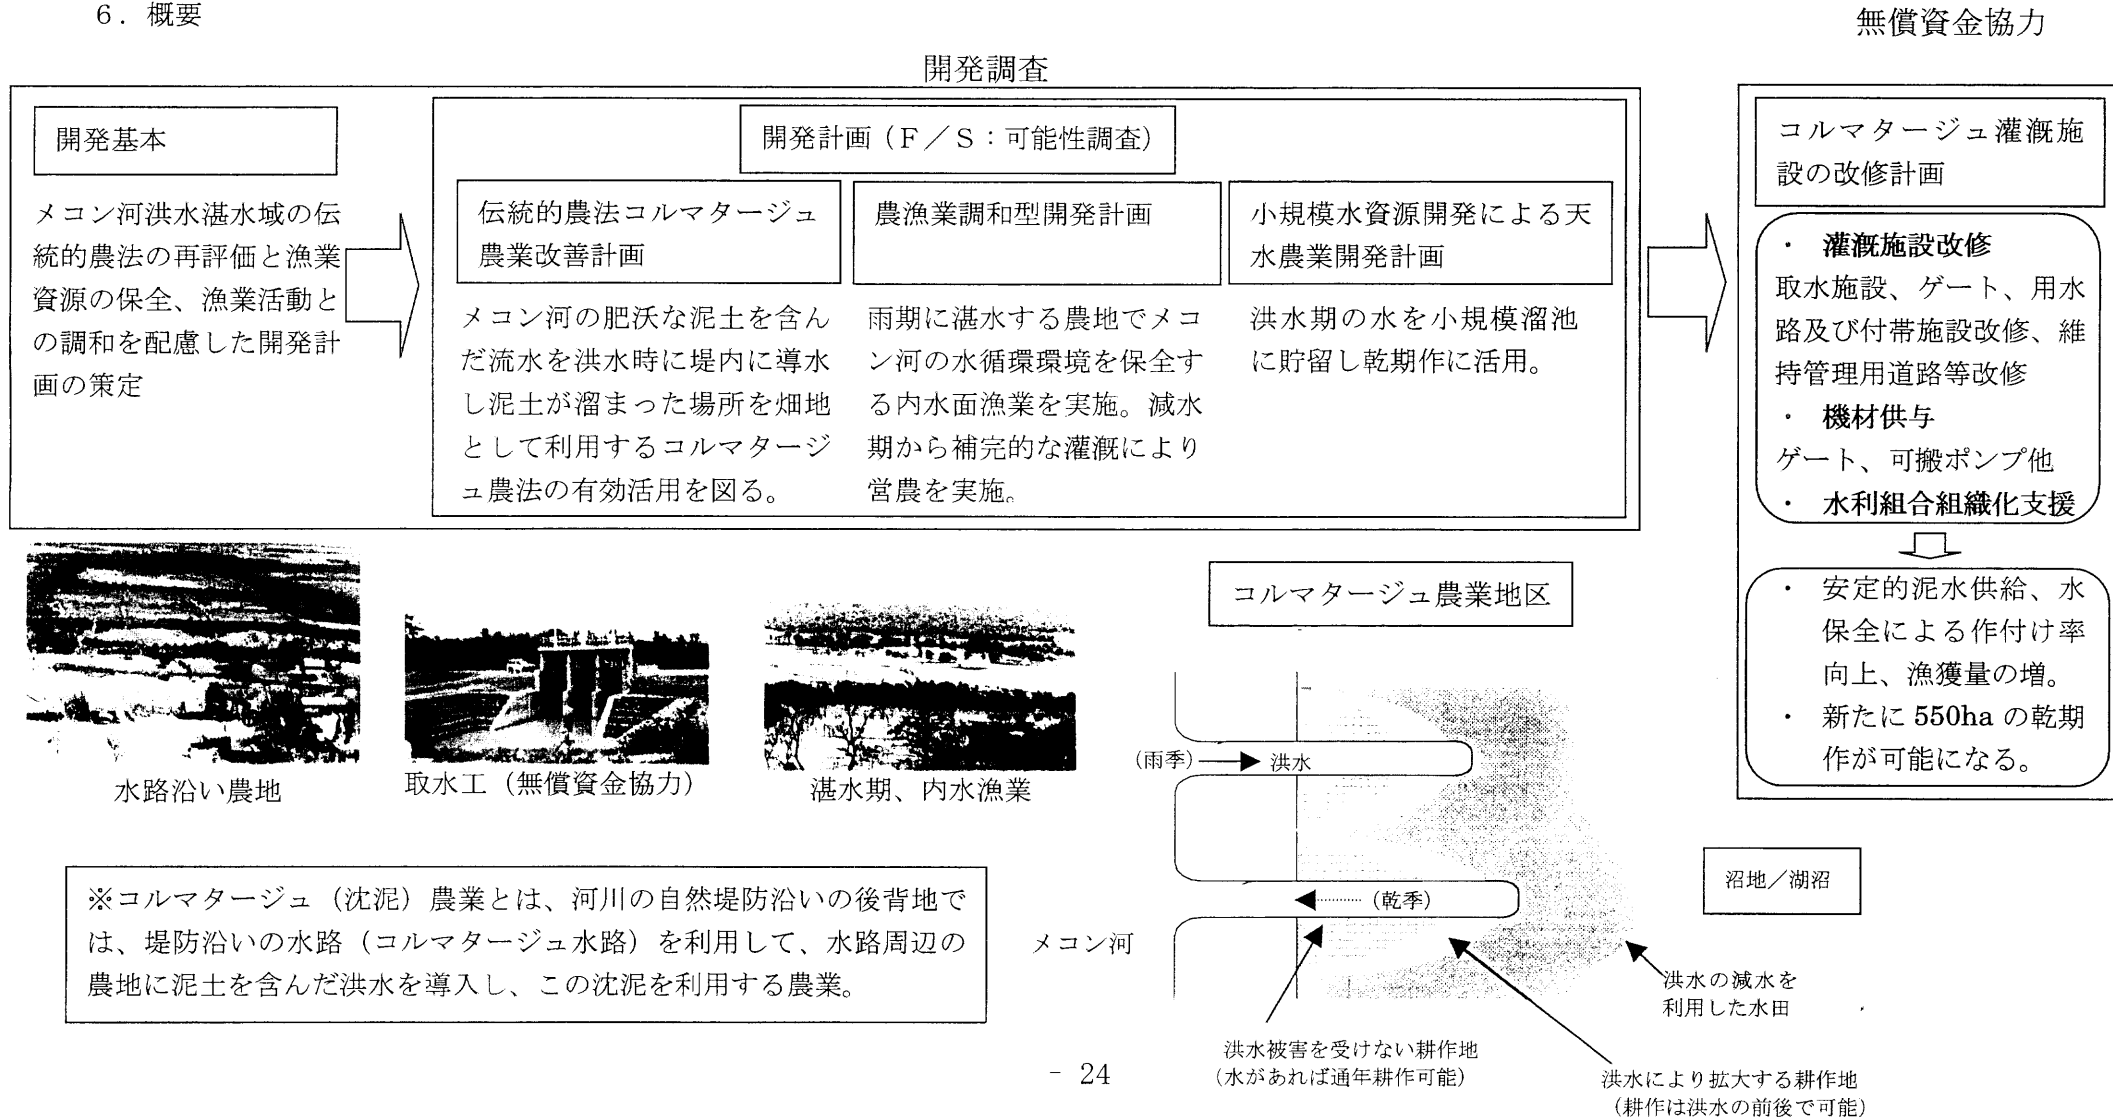 6．概要
無償資金協力
開発調査
開発基本
メコン河洪水湛水域の伝
統的農法の再評価と漁業
資源の保全、漁業活動と
の調和を配慮した開発計
画の策定
開発計画（F／S：可能性調査）
伝統的農法コルマタージュ
農業改善計画
メコン河の肥沃な泥土を含ん
だ流水を洪水時に堤内に導水
し泥土が溜まった場所を畑地
として利用するコルマタージ
ュ農法の有効活用を図る。
農漁業調和型開発計画
雨期に湛水する農地でメコ
ン河の水循環環境を保全す
る内水面漁業を実施。減水
期から補完的な灌漑により
営農を実施。
小規模水資源開発による天
水農業開発計画
洪水期の水を小規模溜池
に貯留し乾期作に活用。
コルマタージュ灌漑施
設の改修計画
・ 灌漑施設改修
取水施設、ゲート、用水
路及び付帯施設改修、維
持管理用道路等改修
・ 機材供与
ゲート、可搬ポンプ他
・ 水利組合組織化支援
・ 安定的泥水供給、水
保全による作付け率
向上、漁獲量の増。
・ 新たに 550ha の乾期
作が可能になる。
水路沿い農地
取水工（無償資金協力）
湛水期、内水漁業
コルマタージュ農業地区
（雨季）
洪水
（乾季）
メコン河
沼地／湖沼
洪水の減水を
利用した水田
洪水被害を受けない耕作地
（水があれば通年耕作可能）
洪水により拡大する耕作地
（耕作は洪水の前後で可能）
※コルマタージュ（沈泥）農業とは、河川の自然堤防沿いの後背地で
は、堤防沿いの水路（コルマタージュ水路）を利用して、水路周辺の
農地に泥土を含んだ洪水を導入し、この沈泥を利用する農業。
- 24